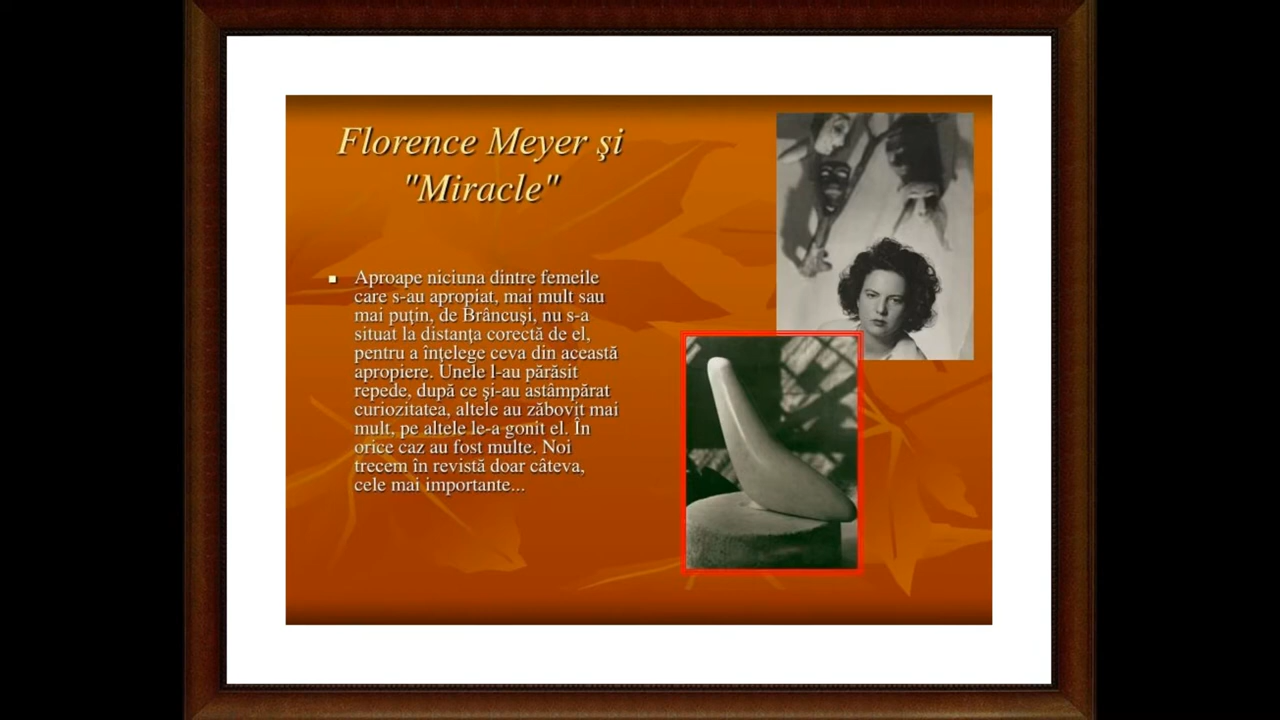 Florence Meyer şi
"Miracle"
Aproape niciuna dintre femeile
care s-au apropiat, mai mult sau
mai puţin, de Brâncuşi, nu s-a
situat la distanţa corectă de el,
pentru a înţelege ceva din această
apropiere. Unele l-au părăsit
repede, după ce şi-au astâmpărat
curiozitatea, altele au zăbovit mai
mult, pe altele le-a gonit el. În
orice caz au fost multe. Noi
trecem în revistă doar câteva,
cele mai importante...